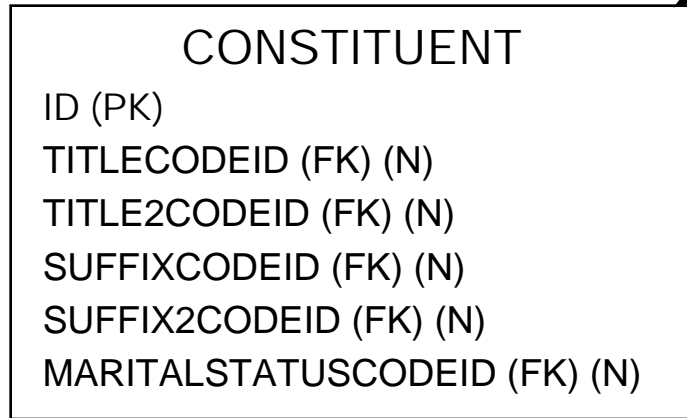 CONSTITUENT
ID (PK)
TITLECODEID (FK) (N)
TITLE2CODEID (FK) (N)
SUFFIXCODEID (FK) (N)
SUFFIX2CODEID (FK) (N)
MARITALSTATUSCODEID (FK) (N)